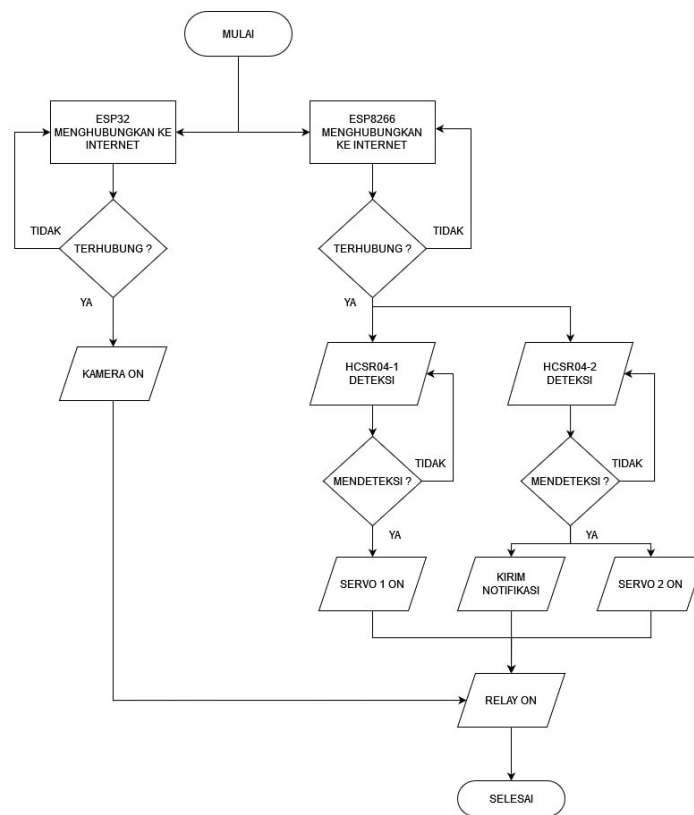 MULAI
ESP32
MENGHUBUNGKAN KE
INTERNET
ESP8266
MENGHUBUNGKAN
KE INTERNET
TIDAK
TERHUBUNG ?
YA
TIDAK
TERHUBUNG ?
YA
KAMERA ON
HCSR04-1
DETEKSI
HCSR04-2
DETEKSI
TIDAK
MENDETEKSI ?
YA
TIDAK
MENDETEKSI ?
YA
SERVO 1 ON
KIRIM
NOTIFIKASI
SERVO 2 ON
RELAY ON
SELESAI